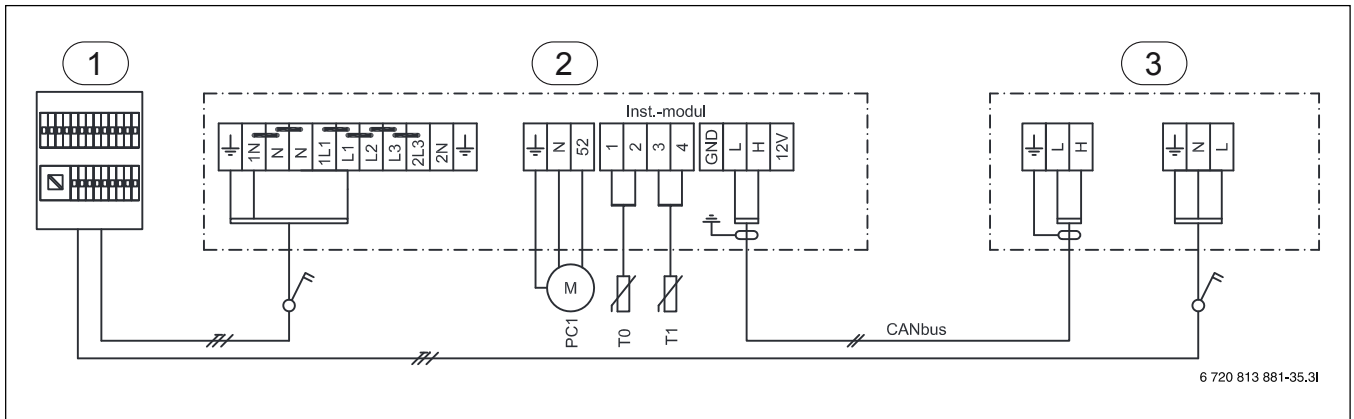 1
2
3
Inst.-modul
1N
N
N
1L1
L1
L2
L3
2L3
2N
N
52
1
2
3
4
GND
L
H
12V
L
H
N
L
M
PC1
T0
T1
CANbus
6 720 813 881-35.3I